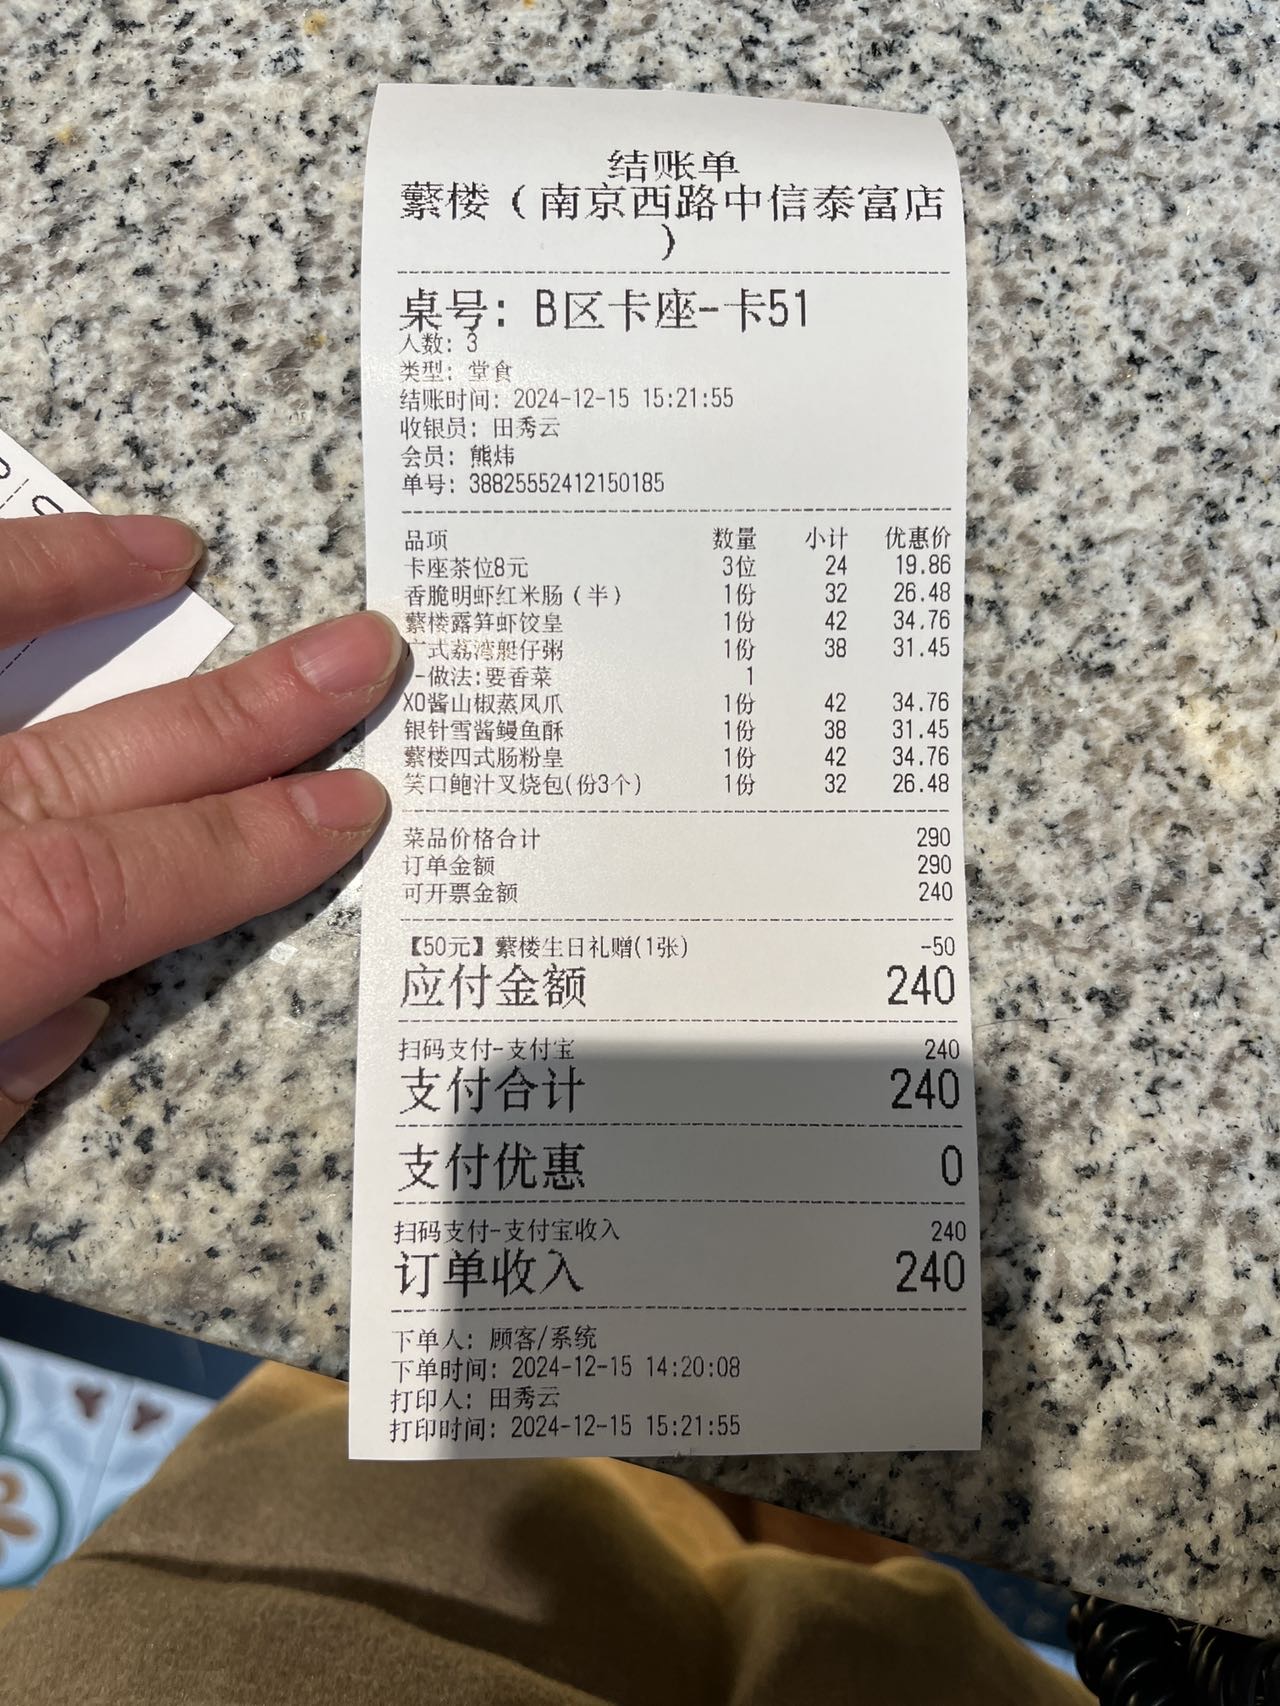 结账单
蘩楼（南京西路中信泰富店
）
桌号: B区卡座-卡51
人数: 3
类型: 堂食
结账时间: 2024-12-15 15:21:55
收银员: 田秀云
会员: 熊炜
单号: 38825552412150185
品项 数量 小计 优惠价
卡座茶位8元 3位 24 19.86
香脆明虾红米肠（半） 1份 32 26.48
蘩楼露笋虾饺皇 1份 42 34.76
广式荔湾艇仔粥 1份 38 31.45
-做法:要香菜 1
XO酱山椒蒸凤爪 1份 42 34.76
银针雪酱鳗鱼酥 1份 38 31.45
蘩楼四式肠粉皇 1份 42 34.76
笑口鲍汁叉烧包(份3个) 1份 32 26.48
菜品价格合计 290
订单金额 290
可开票金额 240
【50元】蘩楼生日礼赠(1张) -50
应付金额 240
扫码支付-支付宝 240
支付合计 240
支付优惠 0
扫码支付-支付宝收入 240
订单收入 240
下单人: 顾客/系统
下单时间: 2024-12-15 14:20:08
打印人: 田秀云
打印时间: 2024-12-15 15:21:55